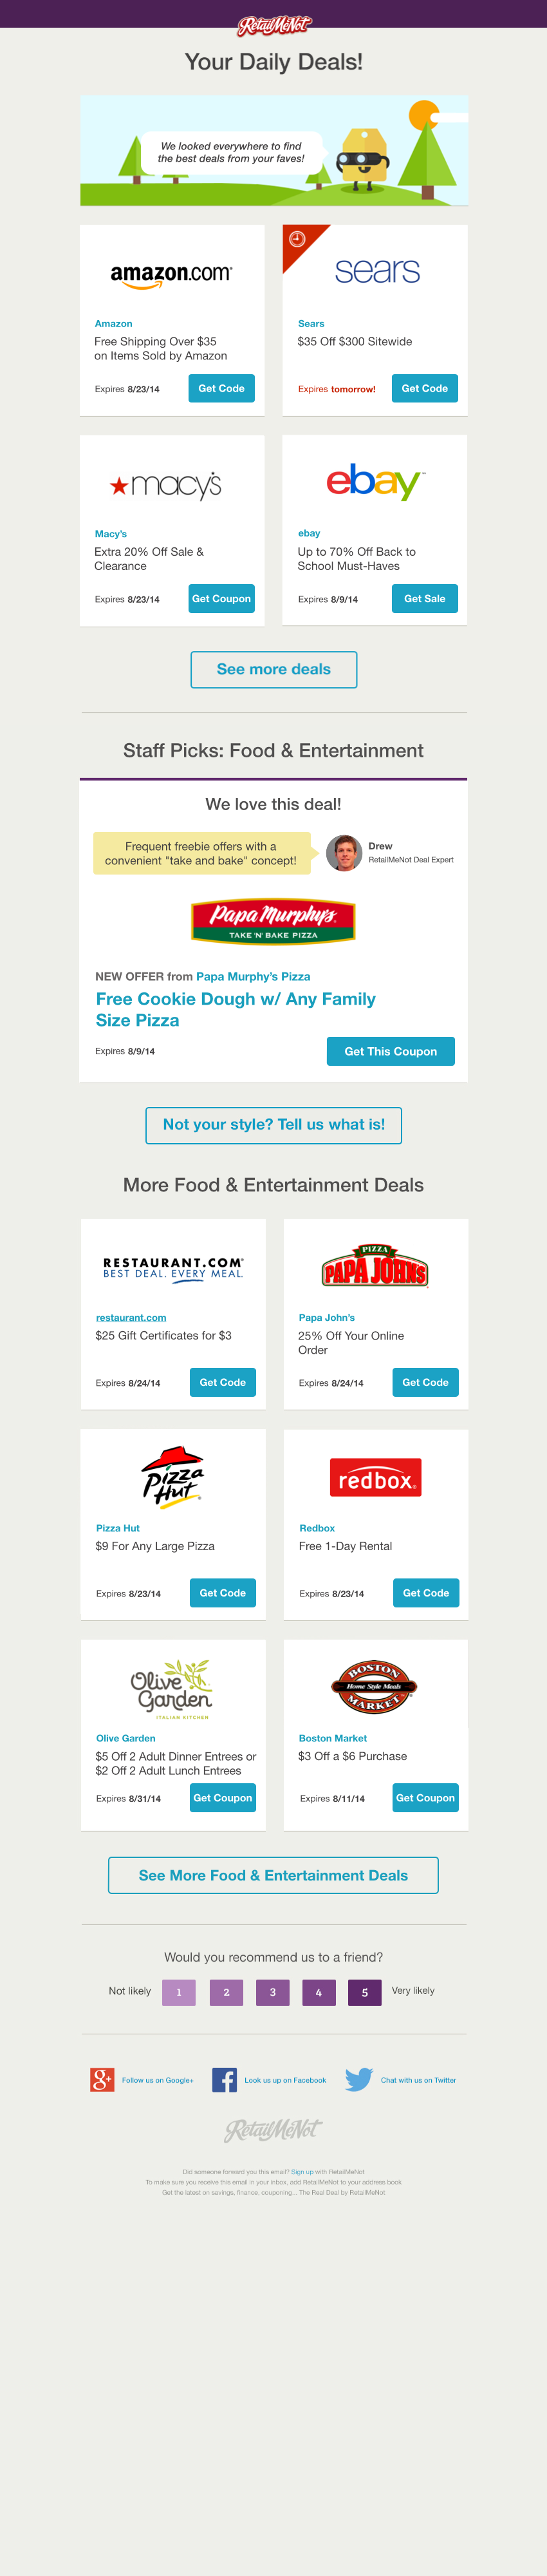 RetailMeNot
Your Daily Deals!
We looked everywhere to find
the best deals from your faves!
amazon.com
Amazon
Free Shipping Over $35
on Items Sold by Amazon
Expires 8/23/14
Get Code
sears
Sears
$35 Off $300 Sitewide
Expires tomorrow!
Get Code
macy's
Macy's
Extra 20% Off Sale &
Clearance
Expires 8/23/14
Get Coupon
ebay
ebay
Up to 70% Off Back to
School Must-Haves
Expires 8/9/14
Get Sale
See more deals
Staff Picks: Food & Entertainment
We love this deal!
Frequent freebie offers with a
convenient "take and bake" concept!
Drew
RetailMeNot Deal Expert
Papa Murphy's
TAKE 'N' BAKE PIZZA
NEW OFFER from Papa Murphy's Pizza
Free Cookie Dough w/ Any Family
Size Pizza
Expires 8/9/14
Get This Coupon
Not your style? Tell us what is!
More Food & Entertainment Deals
RESTAURANT.COM®
BEST DEAL. EVERY MEAL.
restaurant.com
$25 Gift Certificates for $3
Expires 8/24/14
Get Code
PIZZA
PAPA JOHN'S
Papa John's
25% Off Your Online
Order
Expires 8/24/14
Get Code
Pizza
Hut
Pizza Hut
$9 For Any Large Pizza
Expires 8/23/14
Get Code
redbox.
Redbox
Free 1-Day Rental
Expires 8/23/14
Get Code
Olive
Garden
ITALIAN KITCHEN
Olive Garden
$5 Off 2 Adult Dinner Entrees or
$2 Off 2 Adult Lunch Entrees
Expires 8/31/14
Get Coupon
BOSTON
Home Style Meals
MARKET
Boston Market
$3 Off a $6 Purchase
Expires 8/11/14
Get Coupon
See More Food & Entertainment Deals
Would you recommend us to a friend?
Not likely 1 2 3 4 5 Very likely
g+ Follow us on Google+
f Look us up on Facebook
Chat with us on Twitter
RetailMeNot
Did someone forward you this email? Sign up with RetailMeNot
To make sure you receive this email in your inbox, add RetailMeNot to your address book
Get the latest on savings, finance, couponing... The Real Deal by RetailMeNot